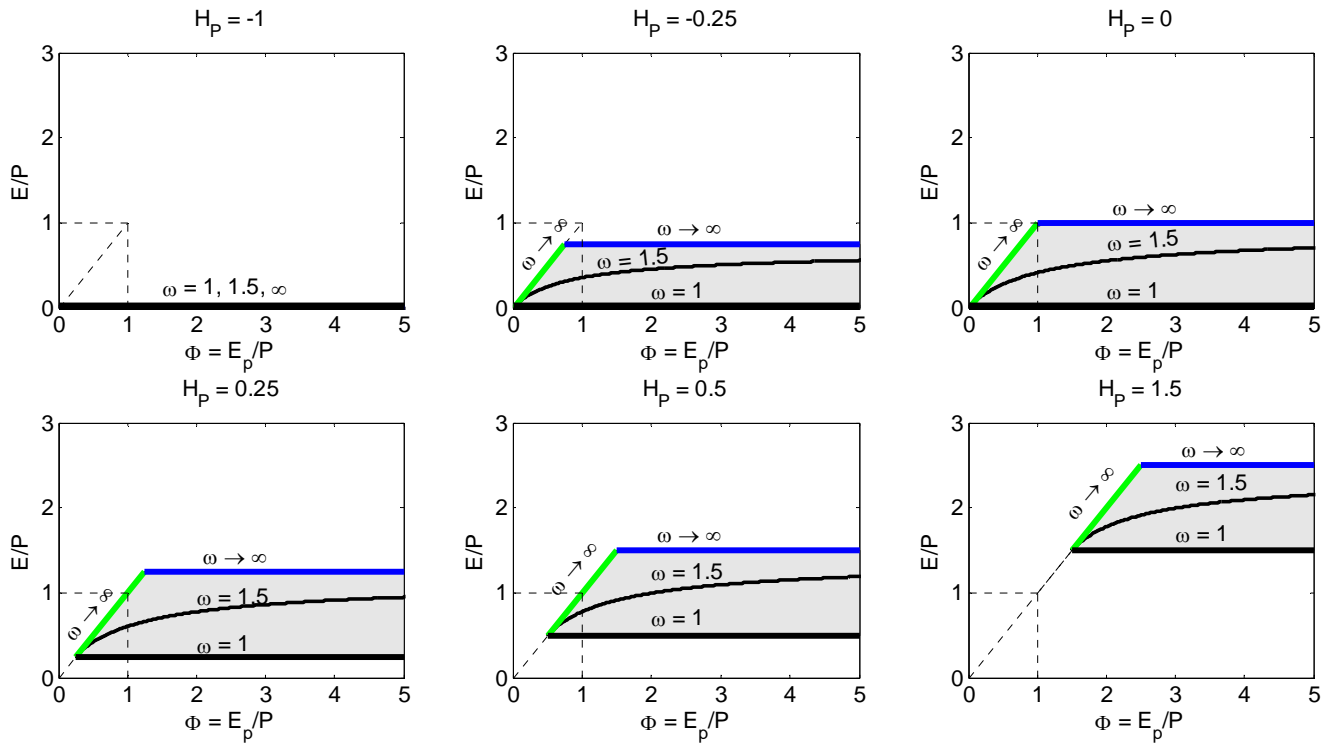 H_P = -1
3
2
1
0
E/P
ω = 1, 1.5, ∞
0 1 2 3 4 5
Φ = E_p/P
H_P = -0.25
3
2
1
0
E/P
ω → ∞
ω → ∞
ω = 1.5
ω = 1
0 1 2 3 4 5
Φ = E_p/P
H_P = 0
3
2
1
0
E/P
ω → ∞
ω → ∞
ω = 1.5
ω = 1
0 1 2 3 4 5
Φ = E_p/P
H_P = 0.25
3
2
1
0
E/P
ω → ∞
ω → ∞
ω = 1.5
ω = 1
0 1 2 3 4 5
Φ = E_p/P
H_P = 0.5
3
2
1
0
E/P
ω → ∞
ω → ∞
ω = 1.5
ω = 1
0 1 2 3 4 5
Φ = E_p/P
H_P = 1.5
3
2
1
0
E/P
ω → ∞
ω → ∞
ω = 1.5
ω = 1
0 1 2 3 4 5
Φ = E_p/P